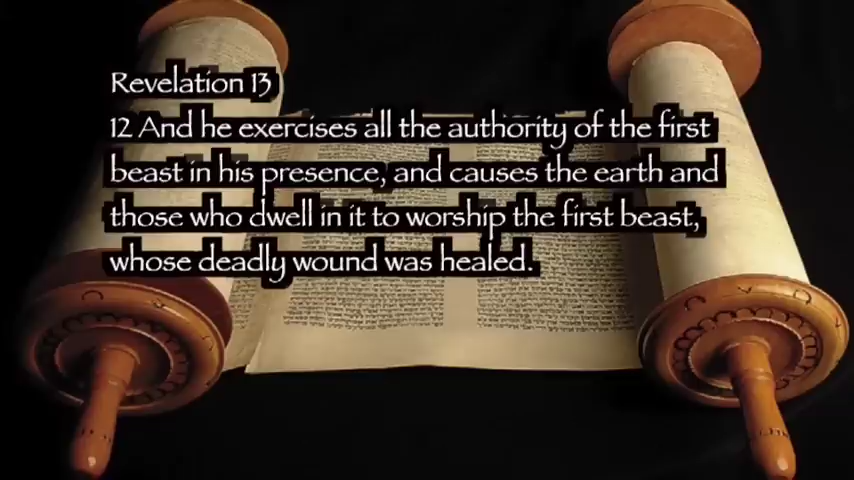 Revelation 13
12 And he exercises all the authority of the first
beast in his presence, and causes the earth and
those who dwell in it to worship the first beast,
whose deadly wound was healed.